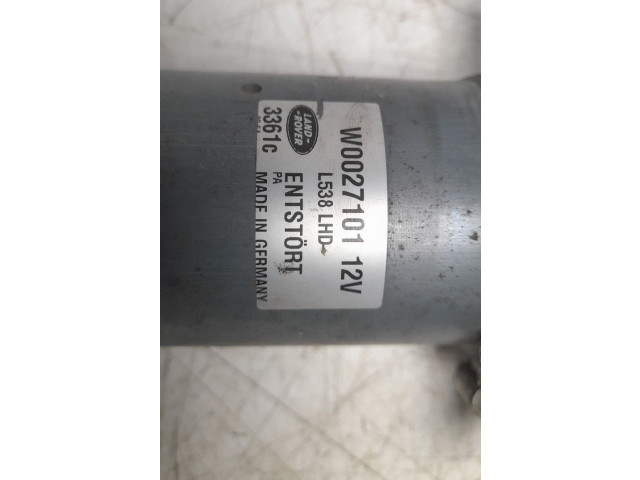 W0027101 12V
LAND-
-ROVER
L538 LHD
3361c
ENTSTÖRT
PA
MADE IN GERMANY